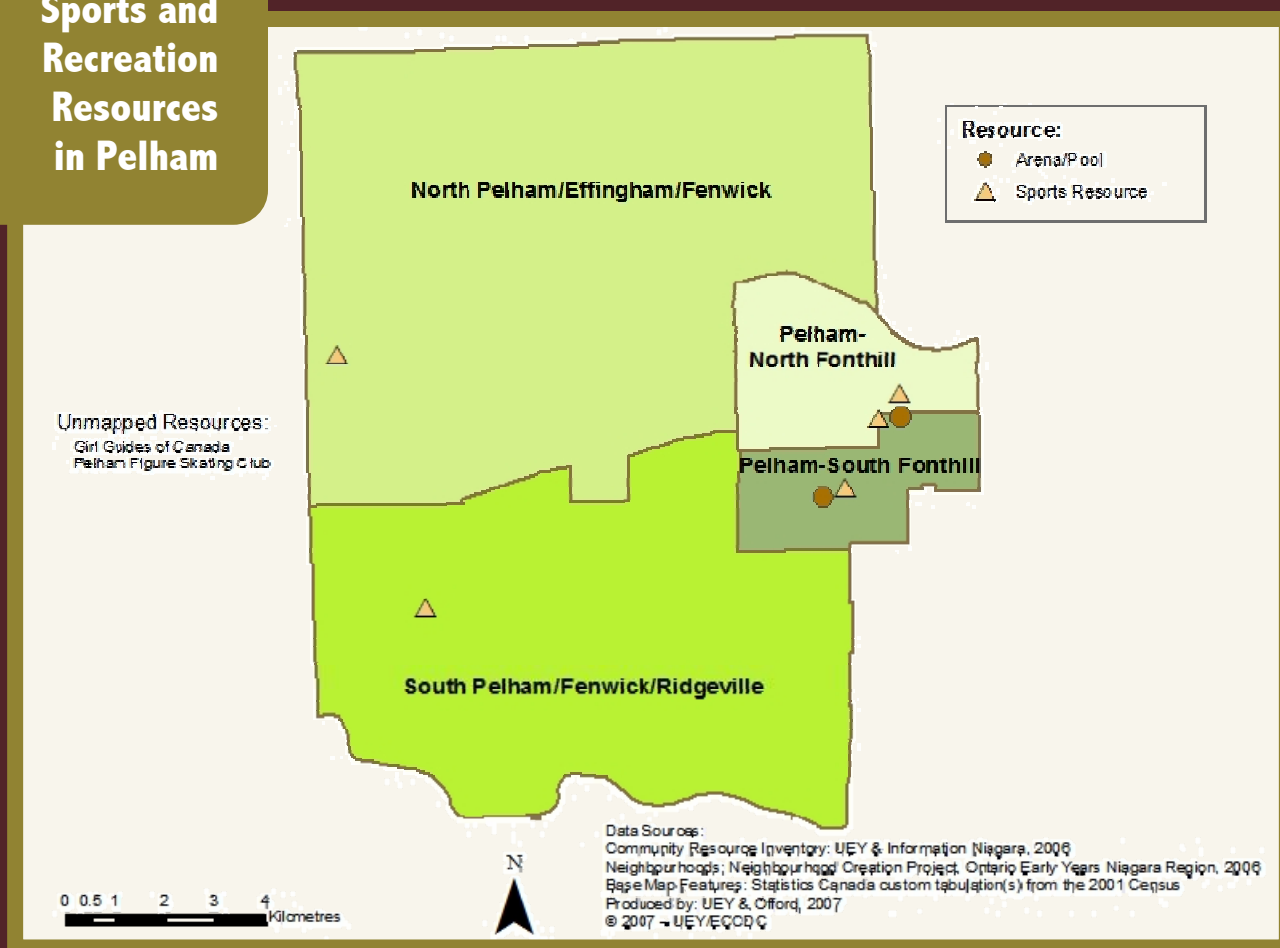 Sports and
Recreation
Resources
in Pelham
Resource:
Arena/Pool
Sports Resource
North Pelham/Effingham/Fenwick
Pelham-
North Fonthill
Pelham-South Fonthill
South Pelham/Fenwick/Ridgeville
Unmapped Resources:
Girl Guides of Canada
Pelham Figure Skating Club
N
0 0.5 1 2 3 4
Kilometres
Data Sources:
Community Resource Inventory: UEY & Information Niagara, 2006
Neighbourhoods; Neighbourhood Creation Project, Ontario Early Years Niagara Region, 2006
Base Map Features: Statistics Canada custom tabulation(s) from the 2001 Census
Produced by: UEY &, Offord, 2007
© 2007 - UEY/ECCDC